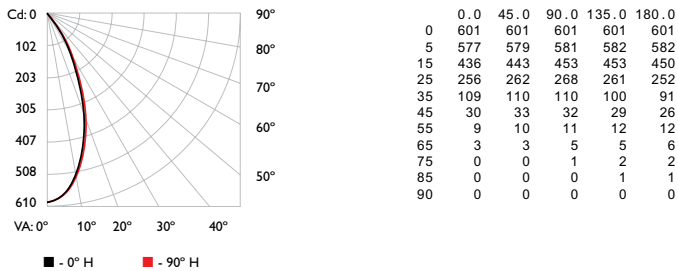 Cd: 0
102
203
305
407
508
610
90°
80°
70°
60°
50°
VA: 0° 10° 20° 30° 40°
- 0° H - 90° H
0.0 45.0 90.0 135.0 180.0
0 601 601 601 601 601
5 577 579 581 582 582
15 436 443 453 453 450
25 256 262 268 261 252
35 109 110 110 100 91
45 30 33 32 29 26
55 9 10 11 12 12
65 3 3 5 5 6
75 0 0 1 2 2
85 0 0 0 1 1
90 0 0 0 0 0